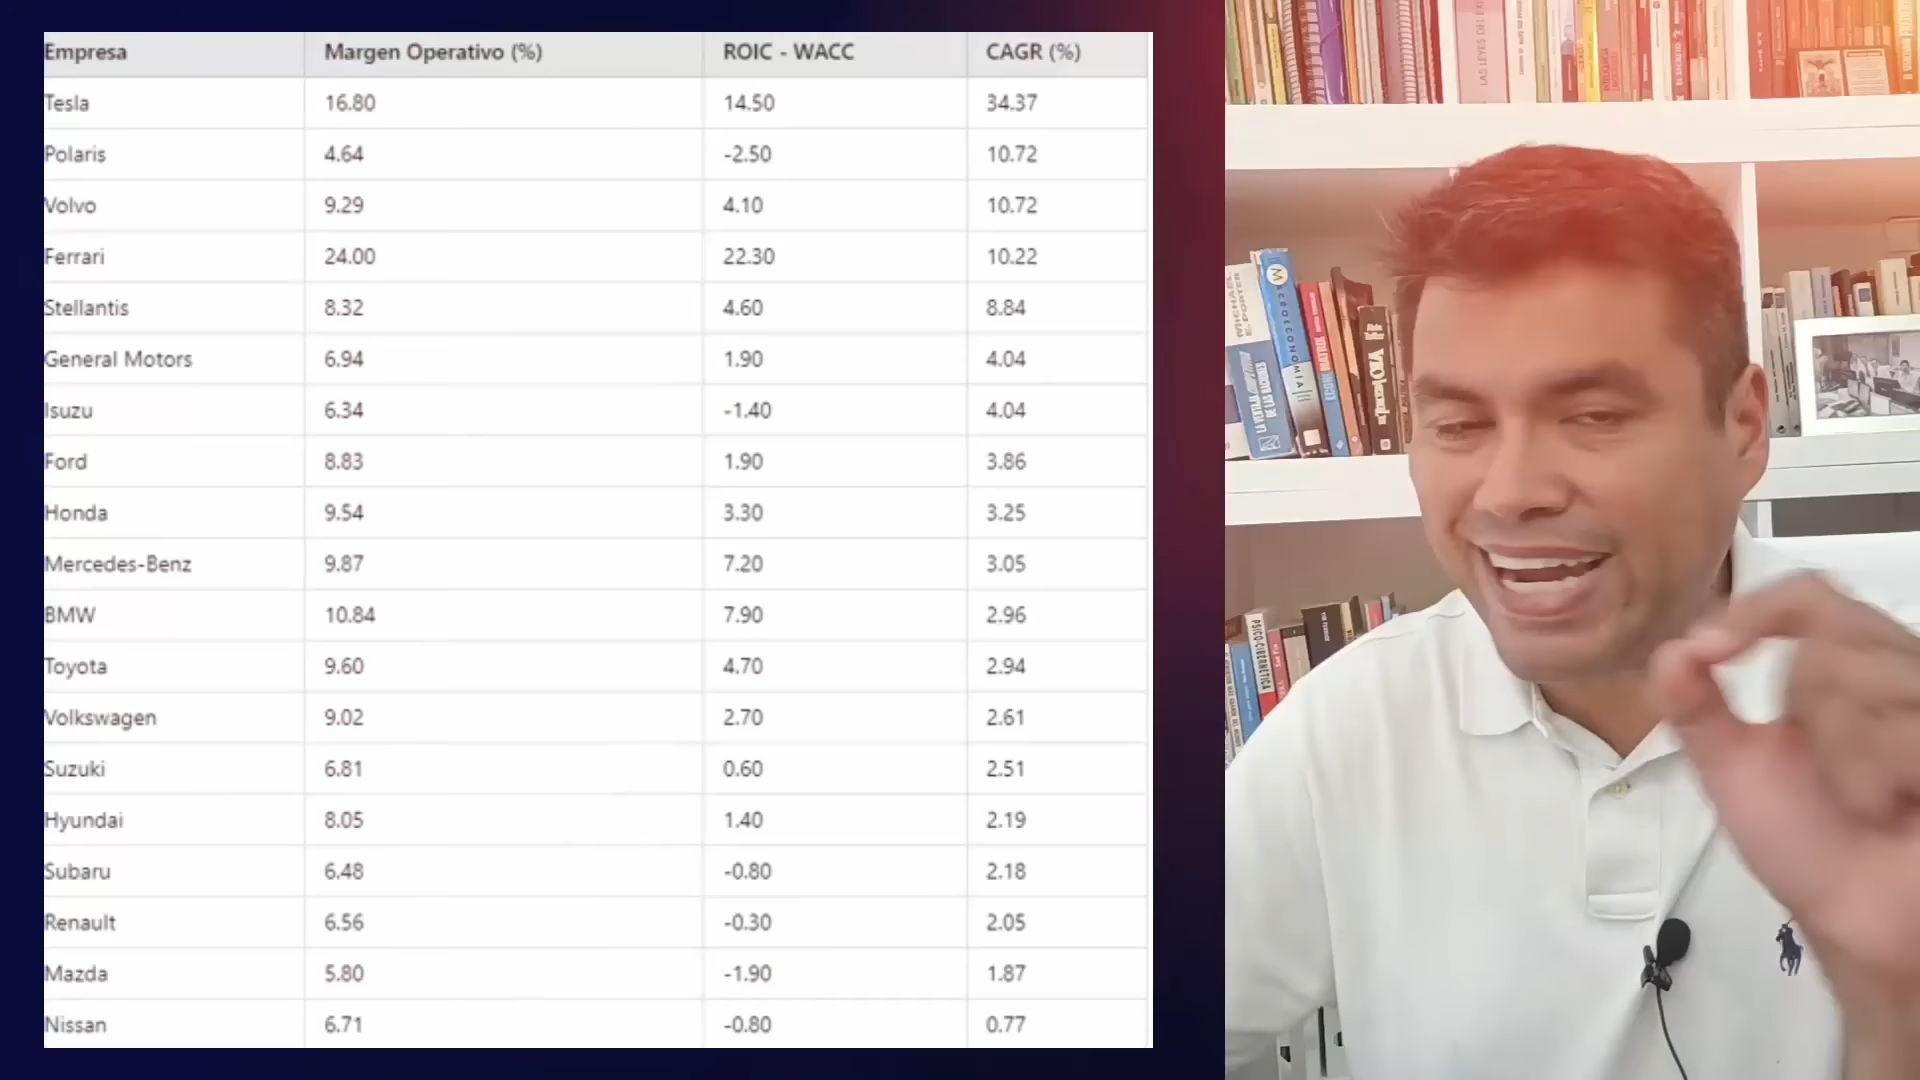 Empresa Margen Operativo (%) ROIC - WACC CAGR (%)
Tesla 16.80 14.50 34.37
Polaris 4.64 -2.50 10.72
Volvo 9.29 4.10 10.72
Ferrari 24.00 22.30 10.22
Stellantis 8.32 4.60 8.84
General Motors 6.94 1.90 4.04
Isuzu 6.34 -1.40 4.04
Ford 8.83 1.90 3.86
Honda 9.54 3.30 3.25
Mercedes-Benz 9.87 7.20 3.05
BMW 10.84 7.90 2.96
Toyota 9.60 4.70 2.94
Volkswagen 9.02 2.70 2.61
Suzuki 6.81 0.60 2.51
Hyundai 8.05 1.40 2.19
Subaru 6.48 -0.80 2.18
Renault 6.56 -0.30 2.05
Mazda 5.80 -1.90 1.87
Nissan 6.71 -0.80 0.77
MICHAEL
E. PORTER
MACROECONOMÍA
PSICO-CIBERNETICA